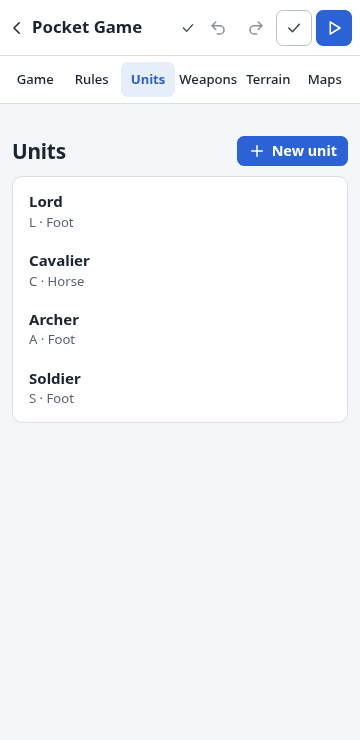 Pocket Game
Game Rules Units Weapons Terrain Maps
Units
New unit
Lord
L · Foot
Cavalier
C · Horse
Archer
A · Foot
Soldier
S · Foot